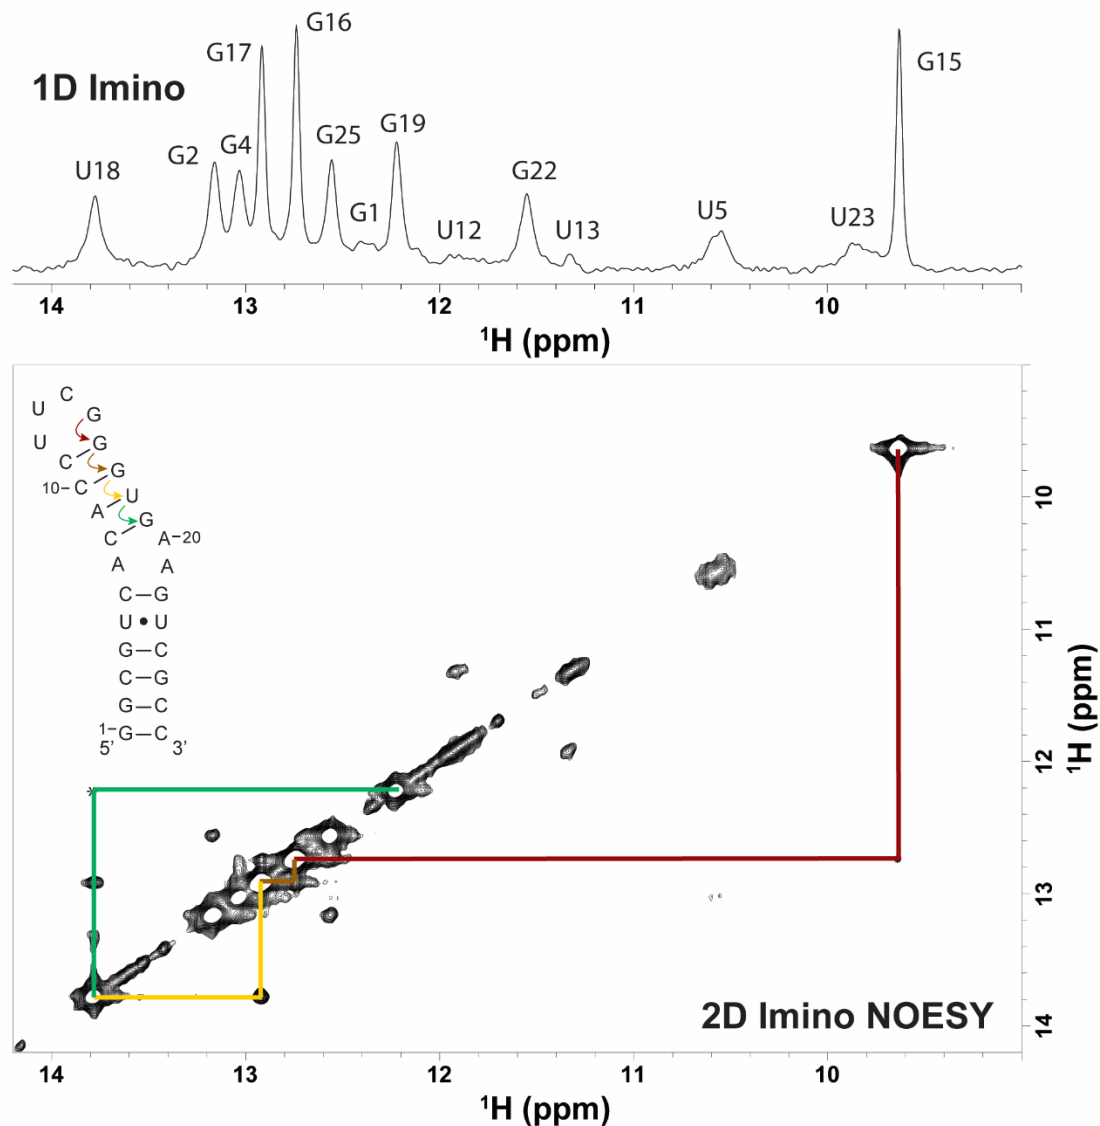 1D Imino
U18
G2
G4
G17
G16
G25
G1
G19
U12
G22
U13
U5
U23
G15
14 13 12 11 10
¹H (ppm)
C
U G
U G
C G
10-C U
A G
C A-20
A A
C G
U • U
G C
C G
G C
1-G C
5' 3'
*
10
11
12
13
14
¹H (ppm)
2D Imino NOESY
14 13 12 11 10
¹H (ppm)